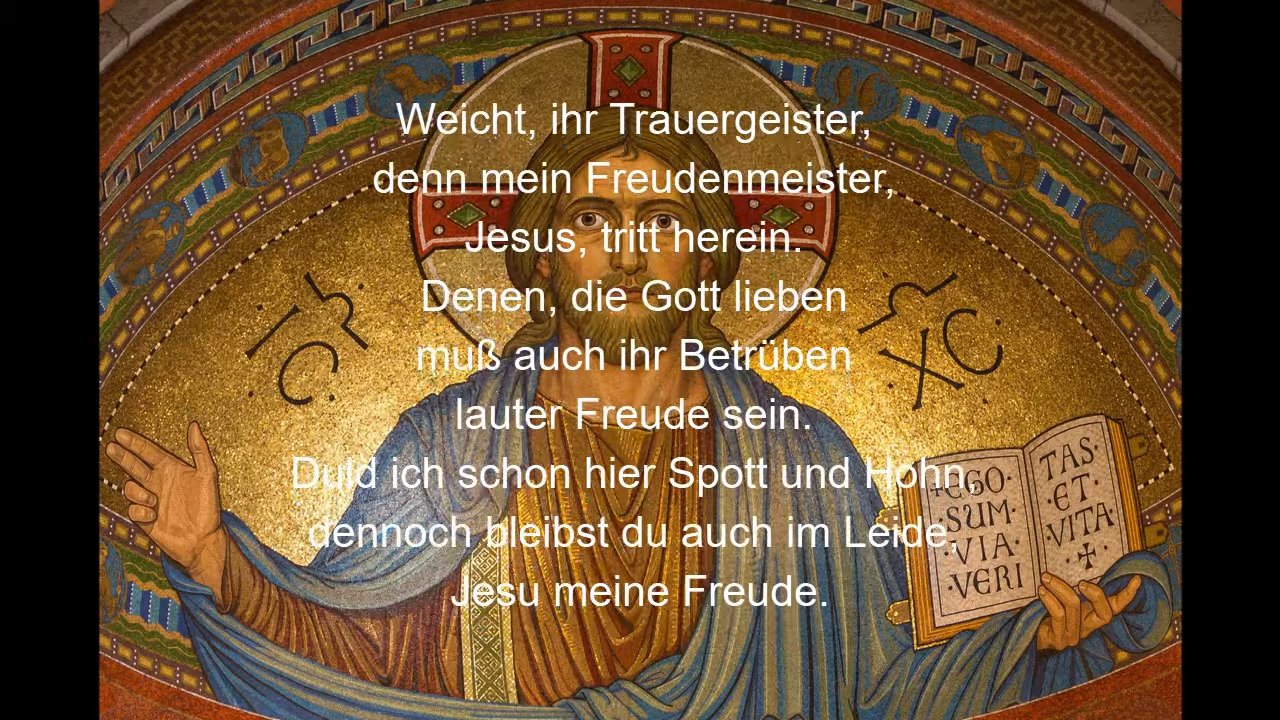 Weicht, ihr Trauergeister,
denn mein Freudenmeister,
Jesus, tritt herein.
Denen, die Gott lieben
muß auch ihr Betrüben
lauter Freude sein.
Duld ich schon hier Spott und Hohn,
dennoch bleibst du auch im Leide,
Jesu meine Freude.
IC
XC
+EGO·
·SUM·
·VIA·
·VERI
TAS·
·ET·
·VITA·